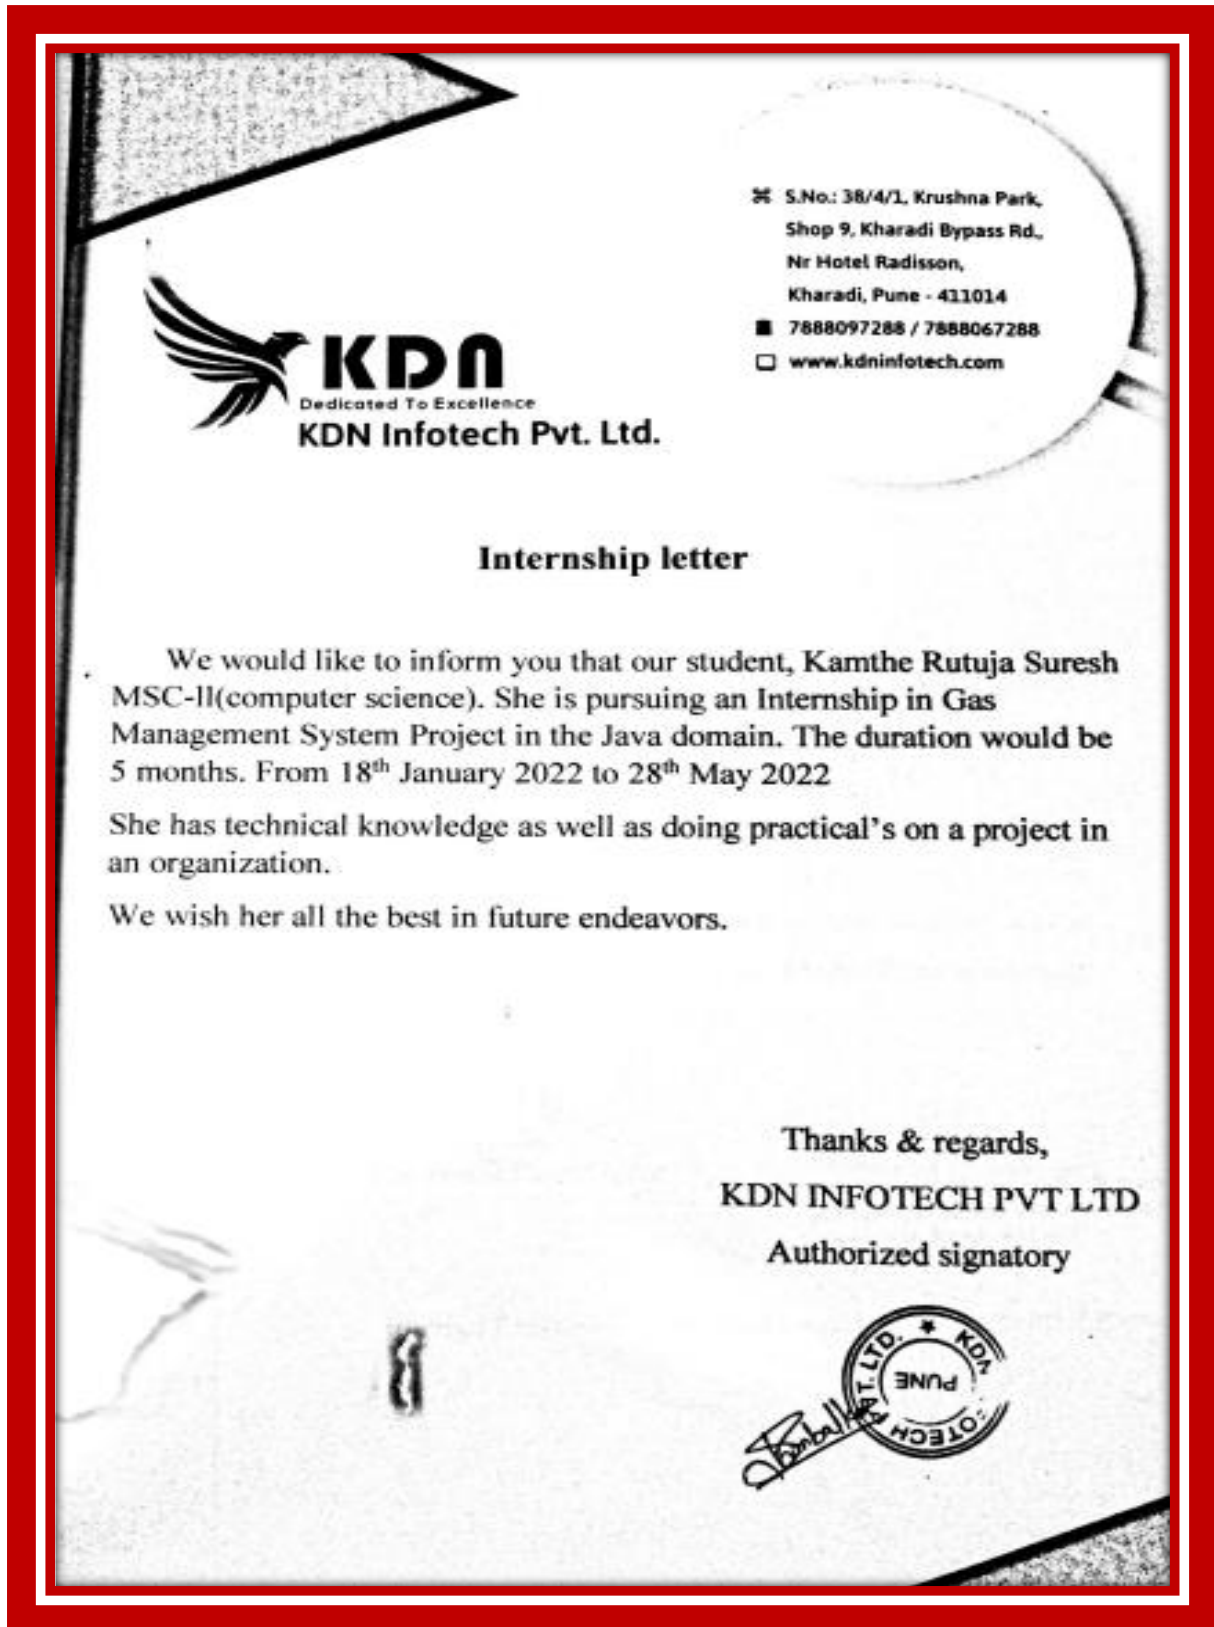 S.No.: 38/4/1, Krushna Park,
Shop 9, Kharadi Bypass Rd.,
Nr Hotel Radisson,
Kharadi, Pune - 411014
7888097288 / 7888067288
www.kdninfotech.com
KDN
Dedicated To Excellence
KDN Infotech Pvt. Ltd.
Internship letter
We would like to inform you that our student, Kamthe Rutuja Suresh
MSC-II(computer science). She is pursuing an Internship in Gas
Management System Project in the Java domain. The duration would be
5 months. From 18th January 2022 to 28th May 2022
She has technical knowledge as well as doing practical's on a project in
an organization.
We wish her all the best in future endeavors.
Thanks & regards,
KDN INFOTECH PVT LTD
Authorized signatory
KDN OTECH LTD.
PUNE